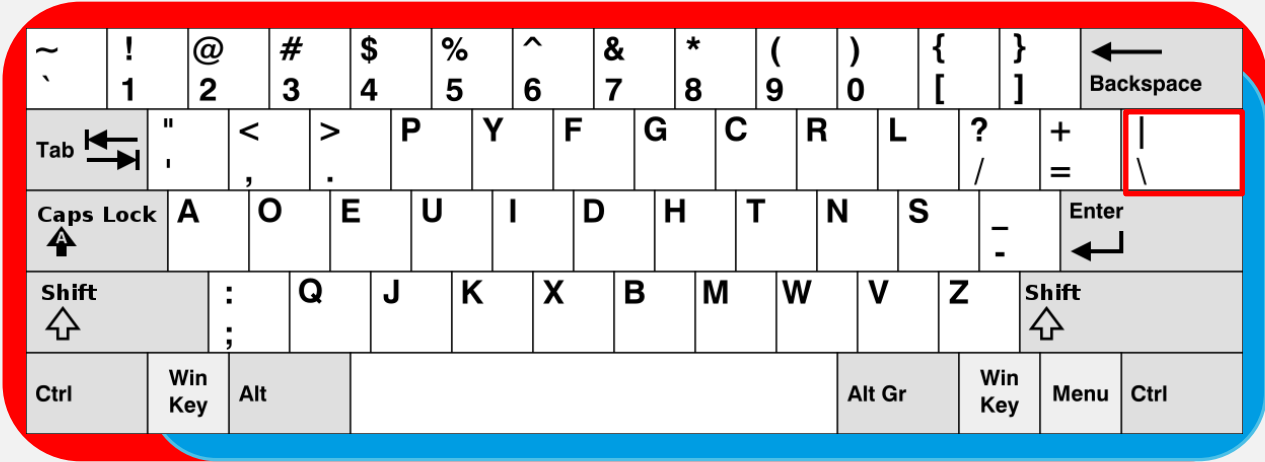 ~ ! @ # $ % ^ & * ( ) { }
` 1 2 3 4 5 6 7 8 9 0 [ ] Backspace
Tab " < > P Y F G C R L ? + |
' , . / = \
Caps Lock A O E U I D H T N S _ Enter
A -
Shift : Q J K X B M W V Z Shift
;
Ctrl Win Key Alt Alt Gr Win Key Menu Ctrl